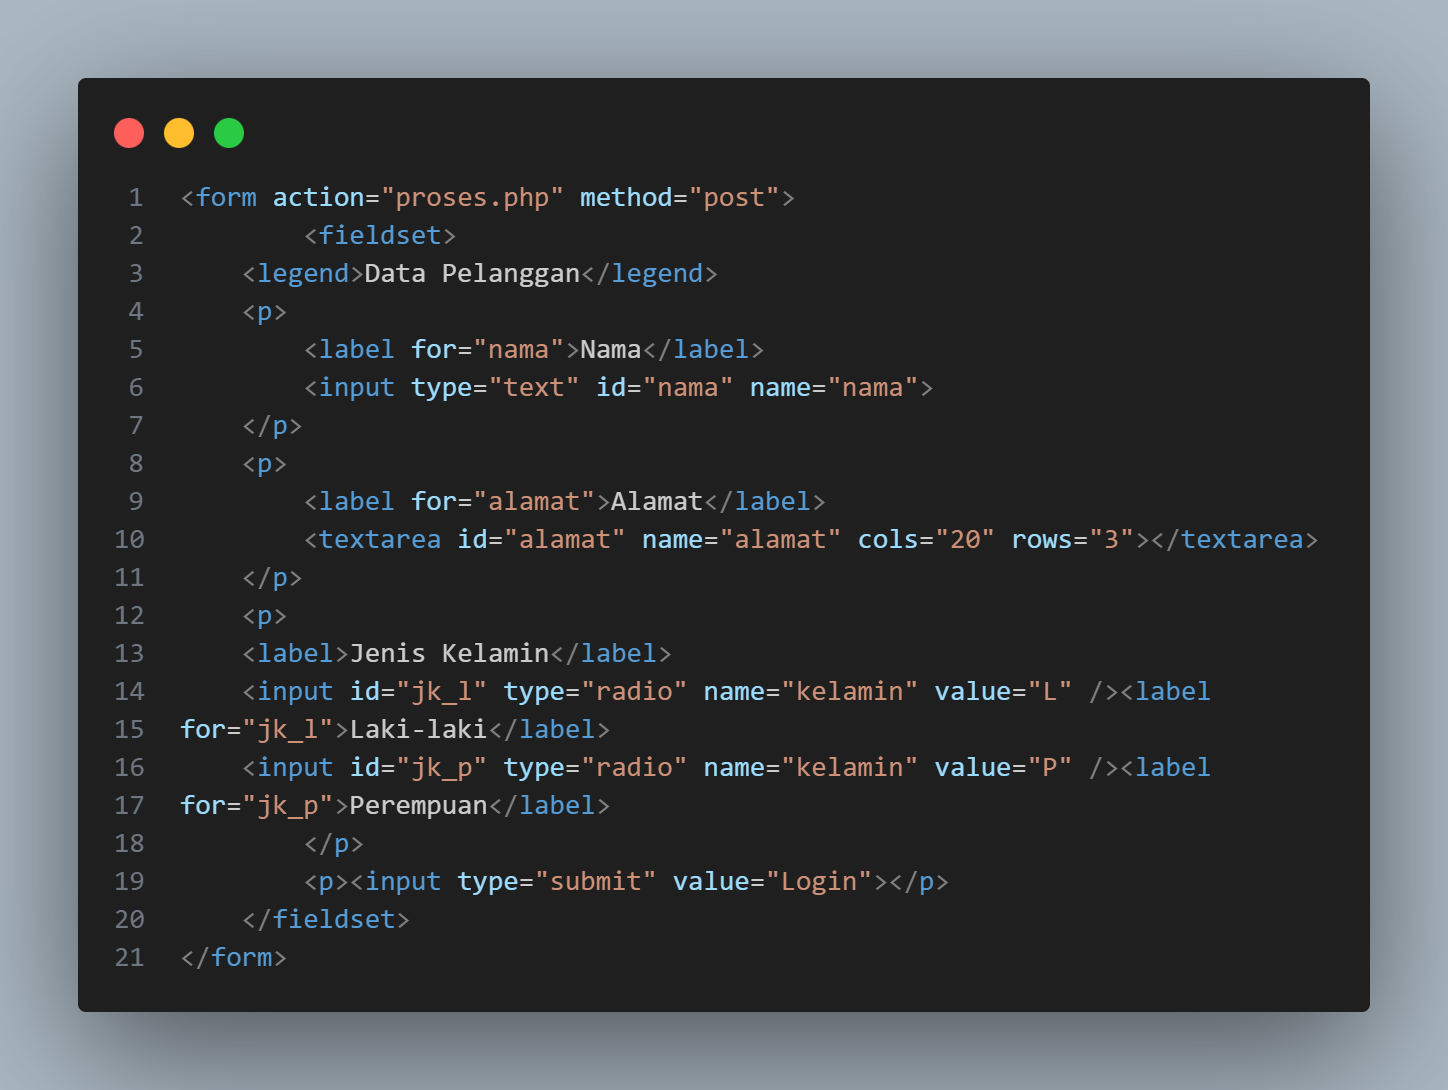 1 <form action="proses.php" method="post">
2         <fieldset>
3     <legend>Data Pelanggan</legend>
4     <p>
5         <label for="nama">Nama</label>
6         <input type="text" id="nama" name="nama">
7     </p>
8     <p>
9         <label for="alamat">Alamat</label>
10         <textarea id="alamat" name="alamat" cols="20" rows="3"></textarea>
11     </p>
12     <p>
13     <label>Jenis Kelamin</label>
14     <input id="jk_l" type="radio" name="kelamin" value="L" /><label
15 for="jk_l">Laki-laki</label>
16     <input id="jk_p" type="radio" name="kelamin" value="P" /><label
17 for="jk_p">Perempuan</label>
18         </p>
19         <p><input type="submit" value="Login"></p>
20     </fieldset>
21 </form>